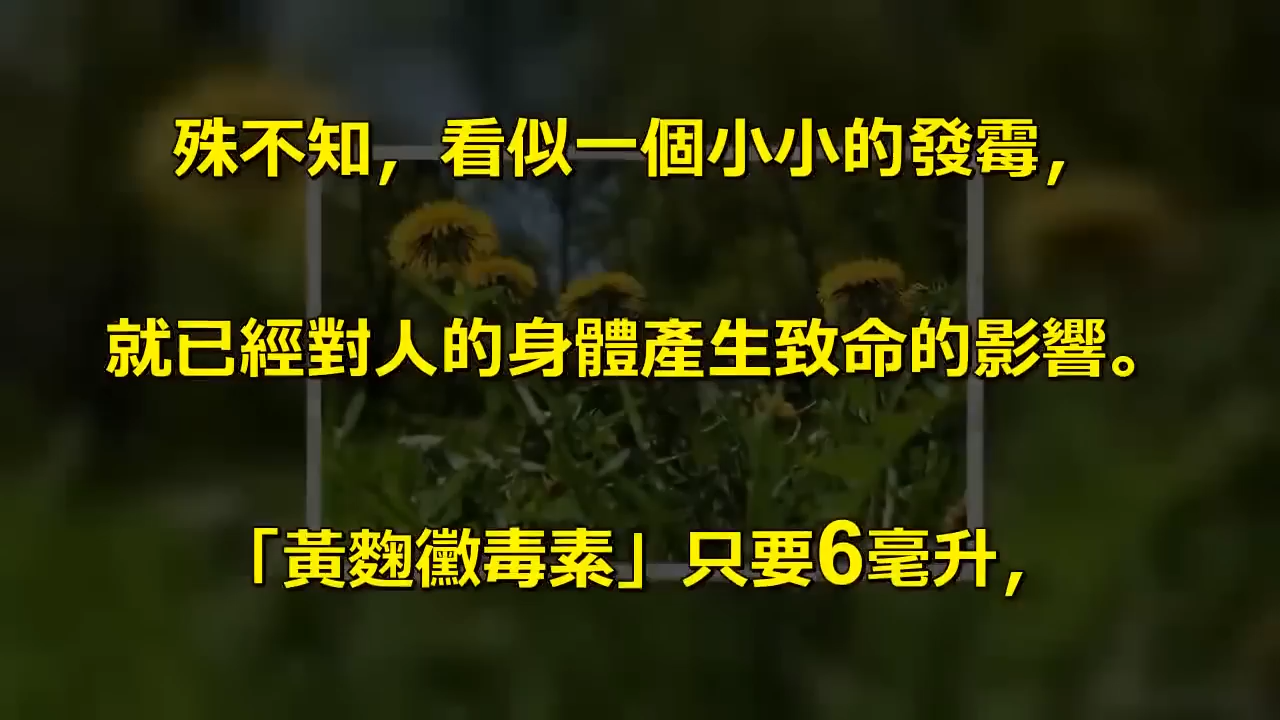 殊不知，看似一個小小的發霉，
就已經對人的身體產生致命的影響。
「黃麴黴毒素」只要6毫升，